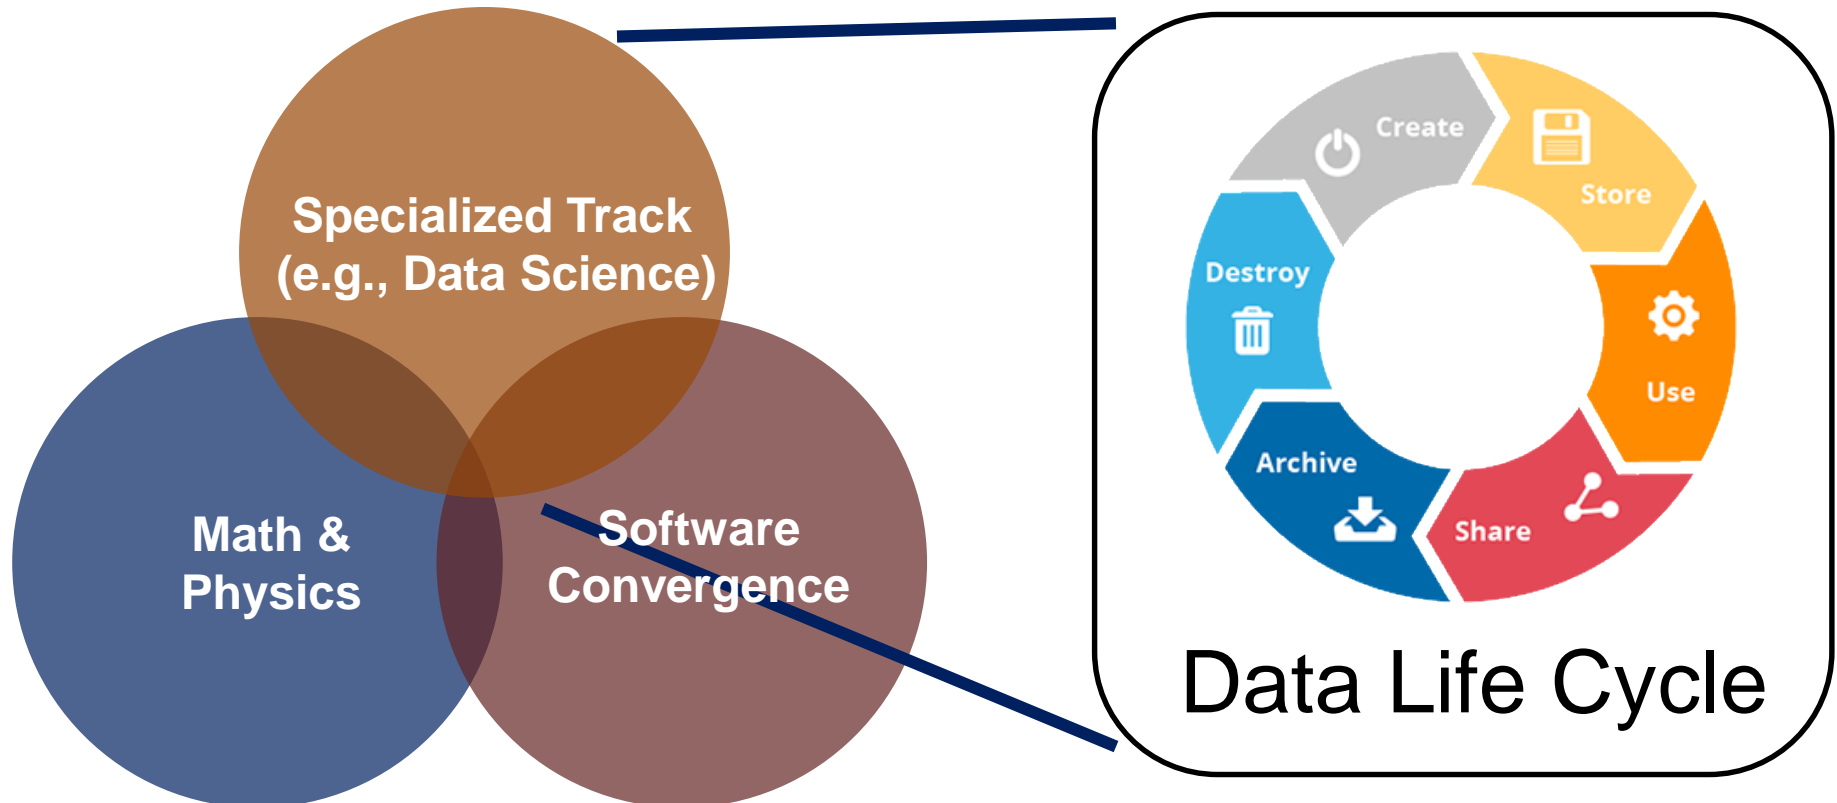 Specialized Track
(e.g., Data Science)
Math &
Physics
Software
Convergence
Create
Store
Use
Share
Archive
Destroy
Data Life Cycle